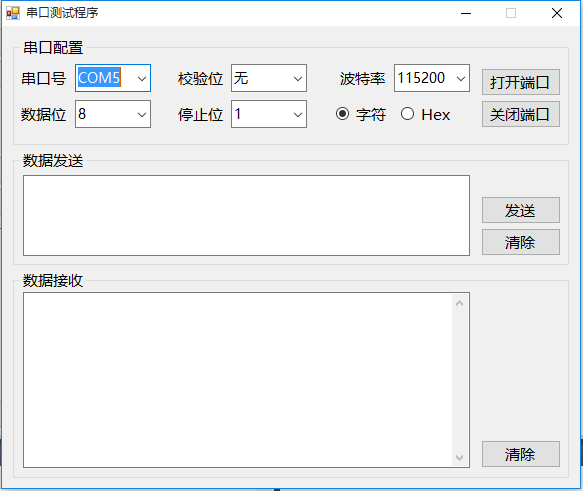 串口测试程序
串口配置
串口号 COM5 校验位 无 波特率 115200 打开端口
数据位 8 停止位 1 字符 Hex 关闭端口
数据发送
发送
清除
数据接收
清除